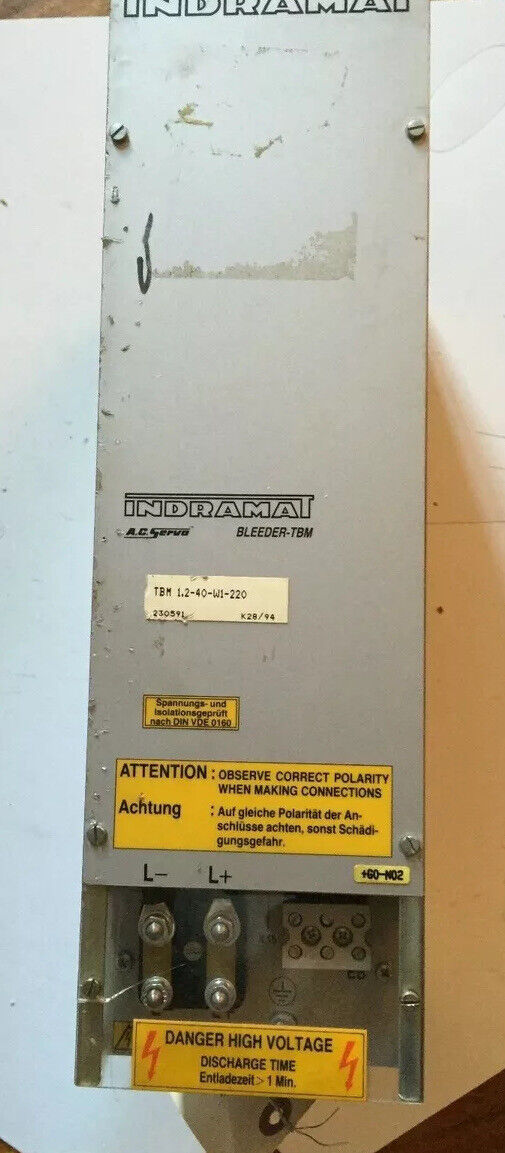 INDRAMAT
INDRAMAT
A.C. Servo BLEEDER-TBM
TBM 1.2-40-W1-220
230591 K28/94
Spannungs- und
Isolationsgeprüft
nach DIN VDE 0160
ATTENTION : OBSERVE CORRECT POLARITY
WHEN MAKING CONNECTIONS
Achtung : Auf gleiche Polarität der An-
schlüsse achten, sonst Schädi-
gungsgefahr.
+GO-NO2
L- L+
DANGER HIGH VOLTAGE
DISCHARGE TIME
Entladezeit > 1 Min.